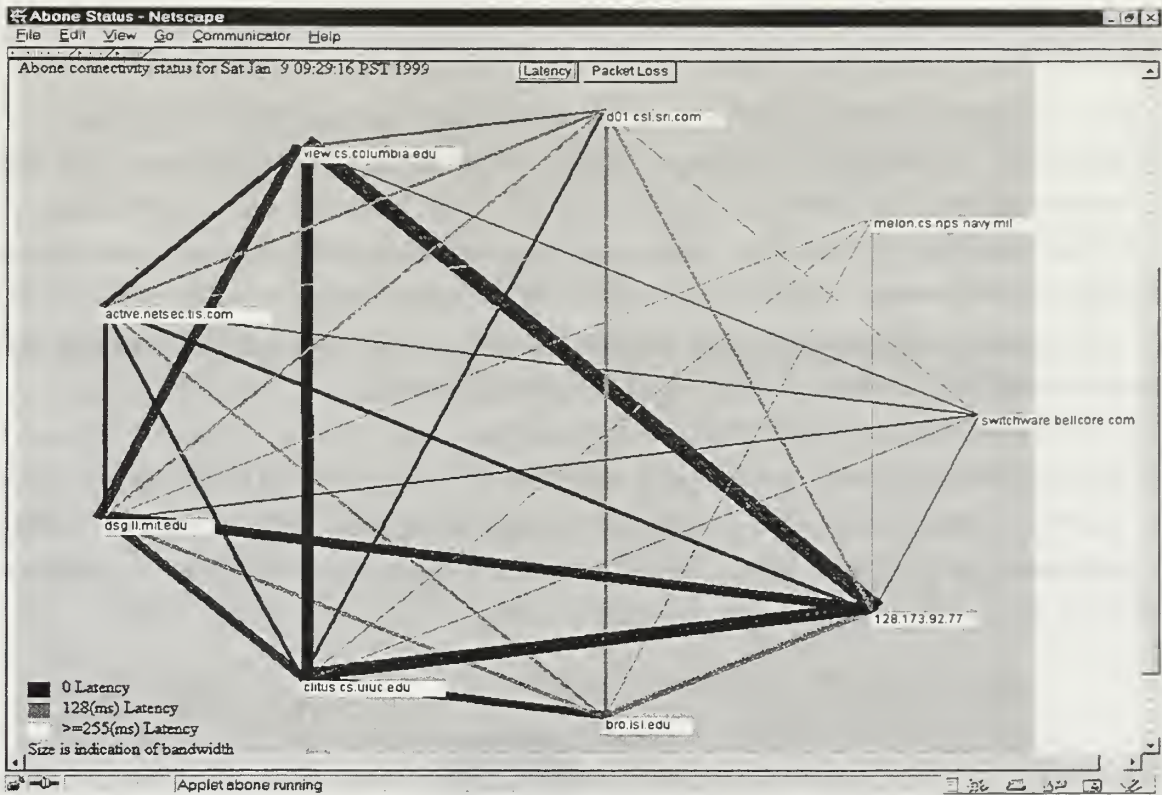 Abone Status - Netscape
File Edit View Go Communicator Help
Abone connectivity status for Sat Jan 9 09:29:16 PST 1999
Latency Packet Loss
d01.csl.sri.com
view.cs.columbia.edu
melon.cs.nps.navy.mil
active.netsec.tis.com
switchware.bellcore.com
dsg.ll.mit.edu
128.173.92.77
clitus.cs.uiuc.edu
bro.isi.edu
0 Latency
128(ms) Latency
>=255(ms) Latency
Size is indication of bandwidth
Applet abone running